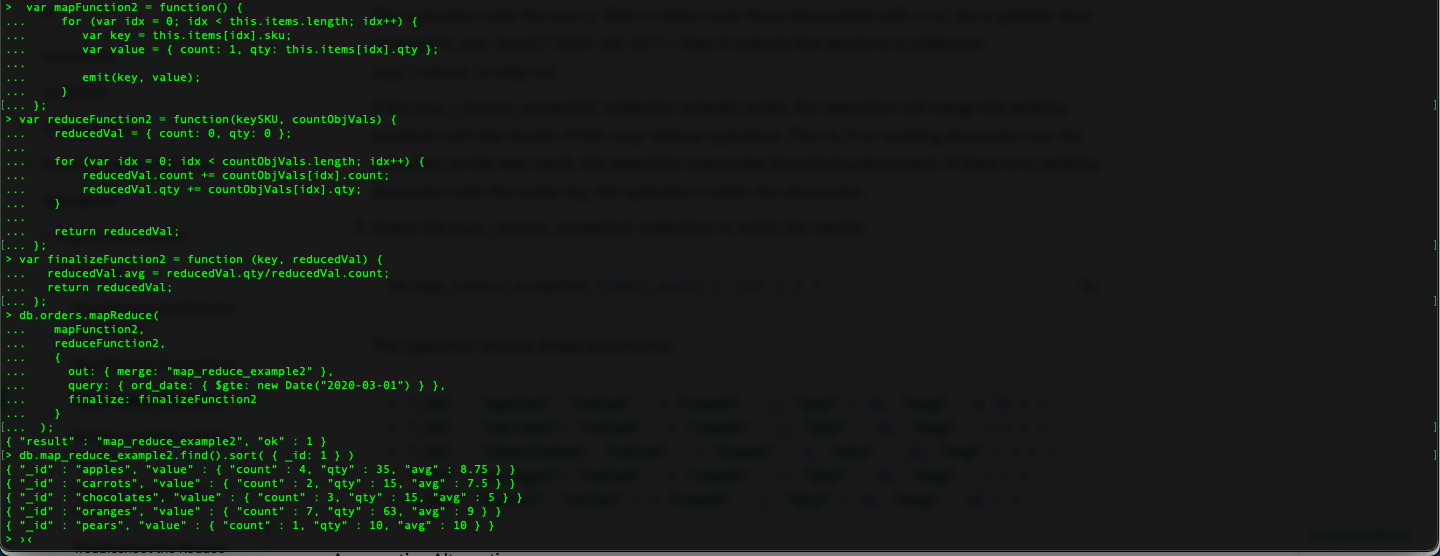 >  var mapFunction2 = function() {
...      for (var idx = 0; idx < this.items.length; idx++) {
...         var key = this.items[idx].sku;
...         var value = { count: 1, qty: this.items[idx].qty };
...
...         emit(key, value);
...      }
[... };
> var reduceFunction2 = function(keySKU, countObjVals) {
...     reducedVal = { count: 0, qty: 0 };
...
...     for (var idx = 0; idx < countObjVals.length; idx++) {
...         reducedVal.count += countObjVals[idx].count;
...         reducedVal.qty += countObjVals[idx].qty;
...     }
...
...     return reducedVal;
[... };
> var finalizeFunction2 = function (key, reducedVal) {
...    reducedVal.avg = reducedVal.qty/reducedVal.count;
...    return reducedVal;
[... };
> db.orders.mapReduce(
...     mapFunction2,
...     reduceFunction2,
...     {
...       out: { merge: "map_reduce_example2" },
...       query: { ord_date: { $gte: new Date("2020-03-01") } },
...       finalize: finalizeFunction2
...     }
[...  );
{ "result" : "map_reduce_example2", "ok" : 1 }
[> db.map_reduce_example2.find().sort( { _id: 1 } )
{ "_id" : "apples", "value" : { "count" : 4, "qty" : 35, "avg" : 8.75 } }
{ "_id" : "carrots", "value" : { "count" : 2, "qty" : 15, "avg" : 7.5 } }
{ "_id" : "chocolates", "value" : { "count" : 3, "qty" : 15, "avg" : 5 } }
{ "_id" : "oranges", "value" : { "count" : 7, "qty" : 63, "avg" : 9 } }
{ "_id" : "pears", "value" : { "count" : 1, "qty" : 10, "avg" : 10 } }
>